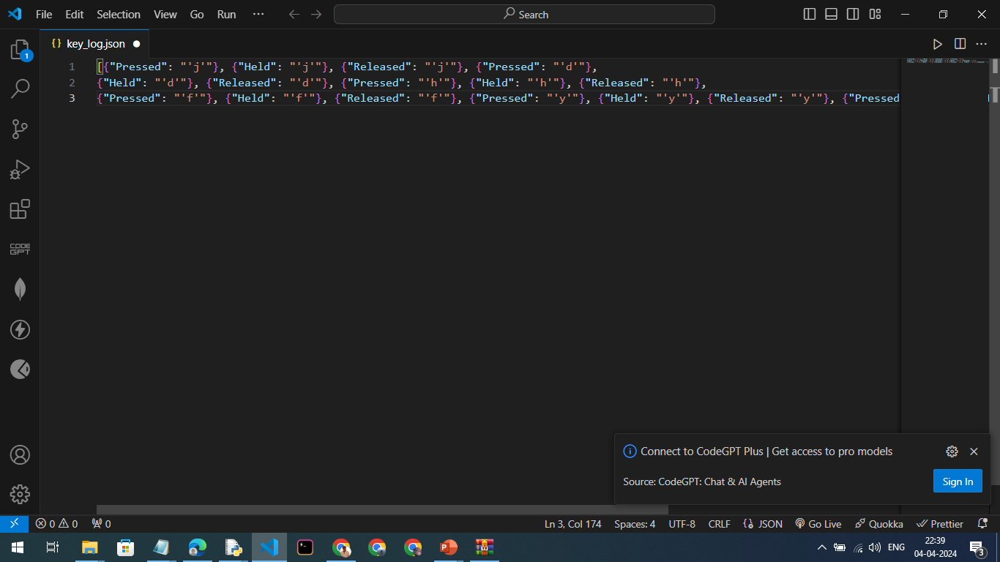 File Edit Selection View Go Run ··· Search
{} key_log.json
1 [{"Pressed": "'j'"}, {"Held": "'j'"}, {"Released": "'j'"}, {"Pressed": "'d'"},
2 {"Held": "'d'"}, {"Released": "'d'"}, {"Pressed": "'h'"}, {"Held": "'h'"}, {"Released": "'h'"},
3 {"Pressed": "'f'"}, {"Held": "'f'"}, {"Released": "'f'"}, {"Pressed": "'y'"}, {"Held": "'y'"}, {"Released": "'y'"}, {"Pressed
1
CODE
GPT
Connect to CodeGPT Plus | Get access to pro models
Source: CodeGPT: Chat & AI Agents
Sign In
0 0 0 Ln 3, Col 174 Spaces: 4 UTF-8 CRLF {} JSON Go Live Quokka Prettier
ENG
22:39
04-04-2024
3